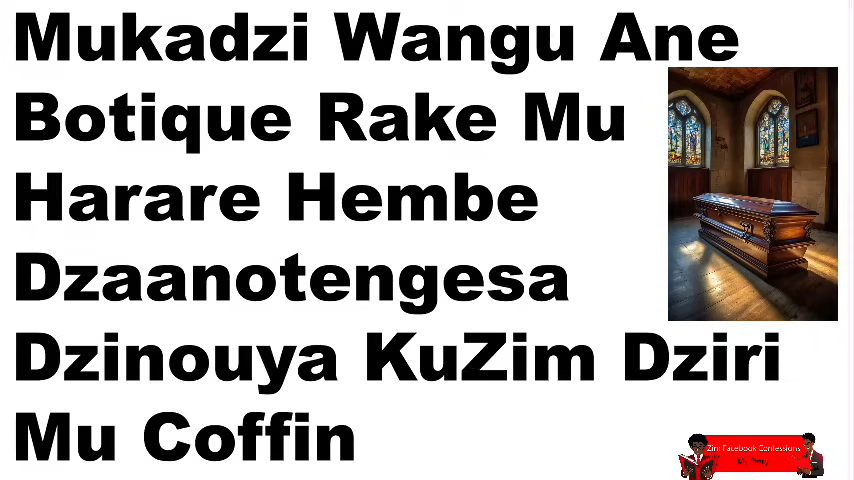 Mukadzi Wangu Ane
Botique Rake Mu
Harare Hembe
Dzaanotengesa
Dzinouya KuZim Dziri
Mu Coffin
Zim Facebook Confessions